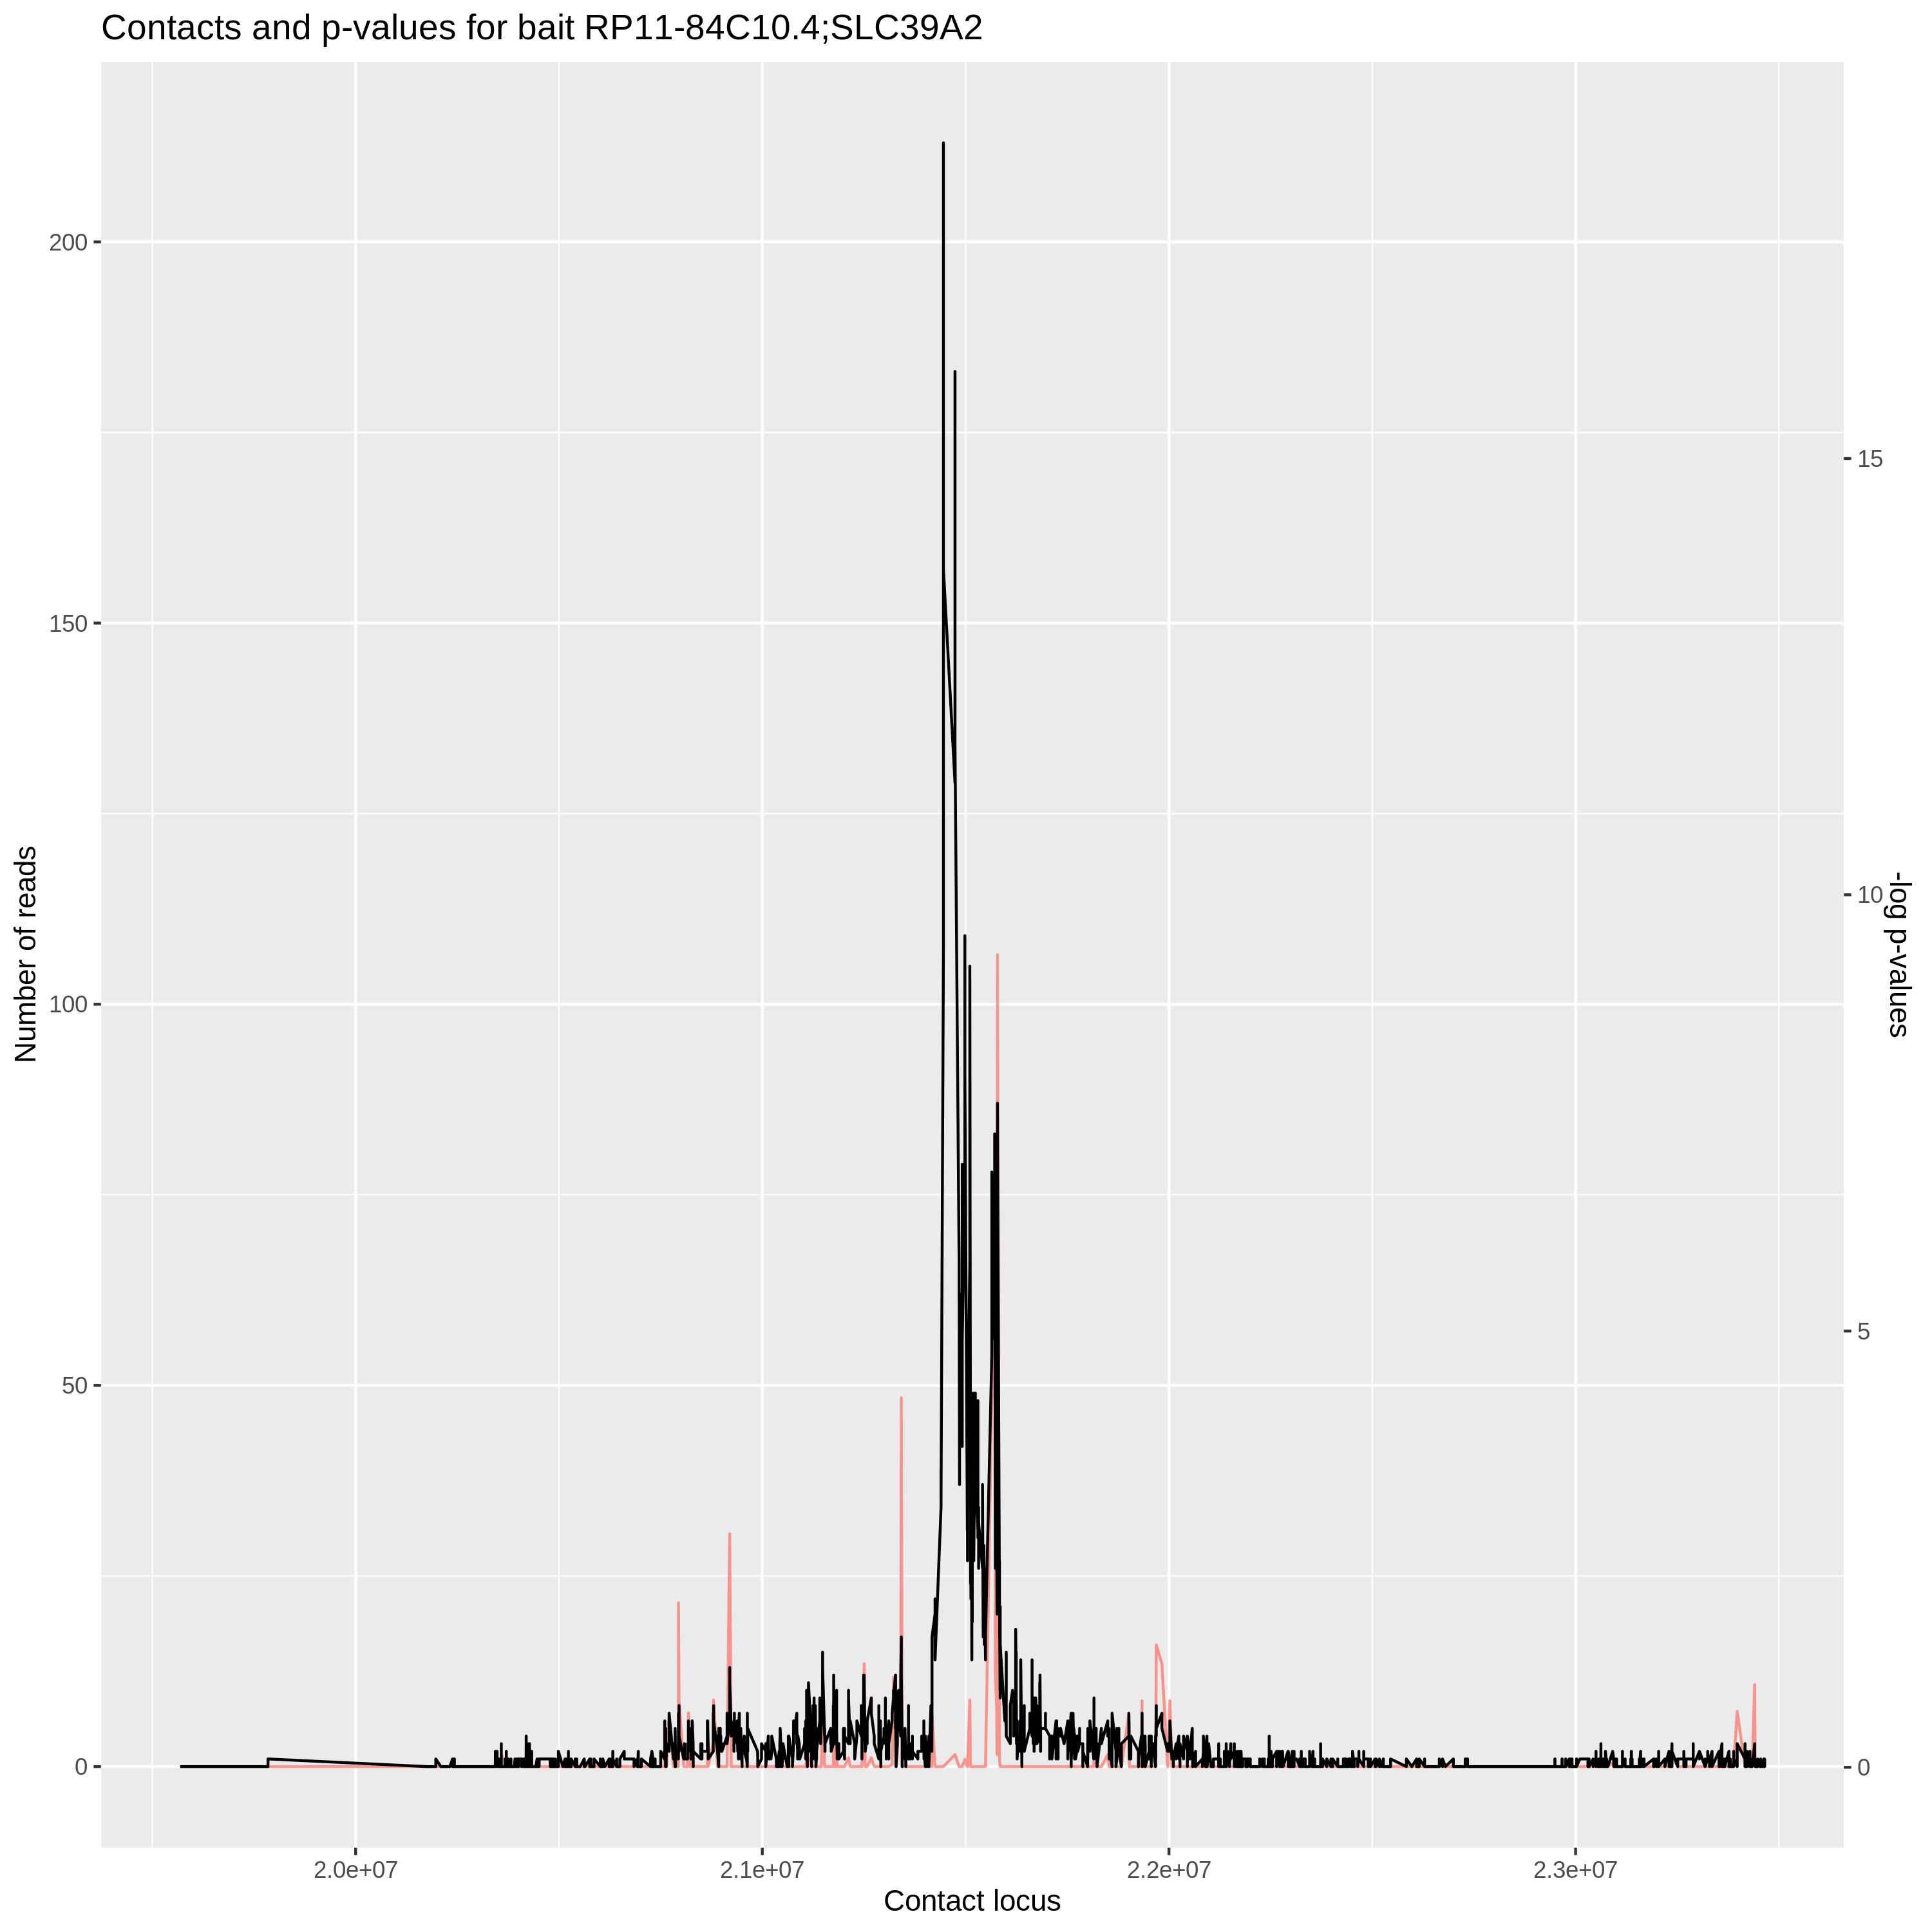 Contacts and p-values for bait RP11-84C10.4;SLC39A2
200
150
100
50
0
Number of reads
15
10
5
0
-log p-values
2.0e+07
2.1e+07
2.2e+07
2.3e+07
Contact locus